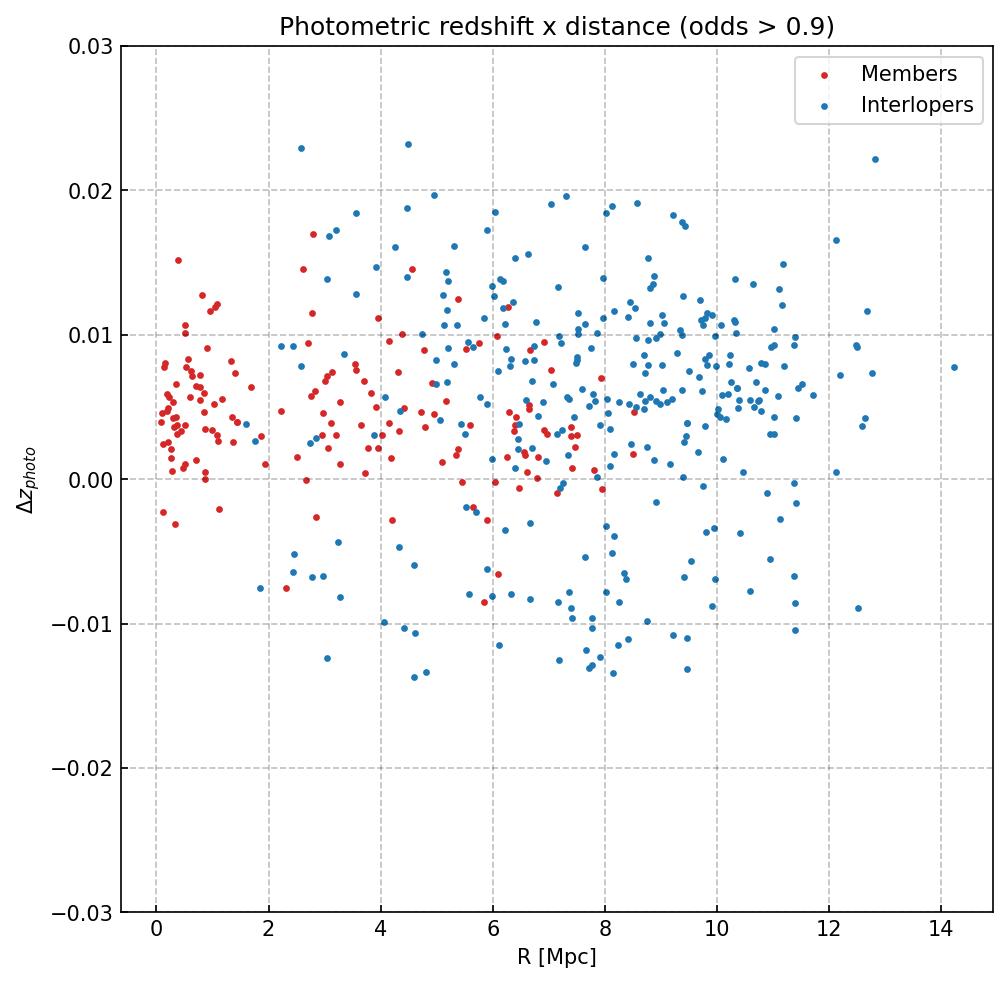 Photometric redshift x distance (odds > 0.9)
Members
Interlopers
0.03
0.02
0.01
0.00
−0.01
−0.02
−0.03
Δz_photo
0 2 4 6 8 10 12 14
R [Mpc]